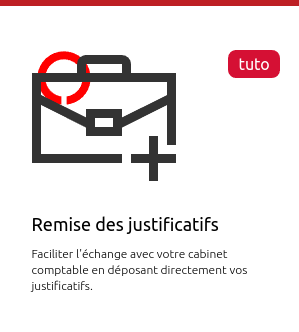 tuto
Remise des justificatifs
Faciliter l'échange avec votre cabinet
comptable en déposant directement vos
justificatifs.